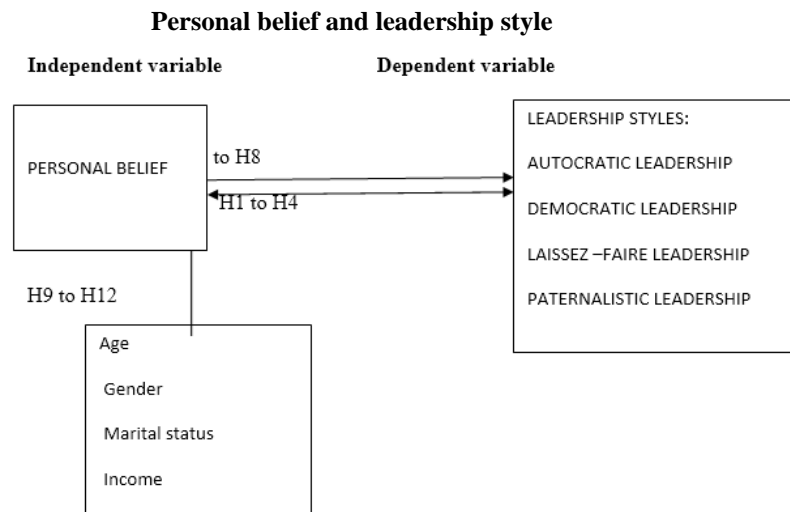 Personal belief and leadership style
Independent variable
Dependent variable
PERSONAL BELIEF
to H8
H1 to H4
LEADERSHIP STYLES:
AUTOCRATIC LEADERSHIP
DEMOCRATIC LEADERSHIP
LAISSEZ –FAIRE LEADERSHIP
PATERNALISTIC LEADERSHIP
H9 to H12
Age
Gender
Marital status
Income